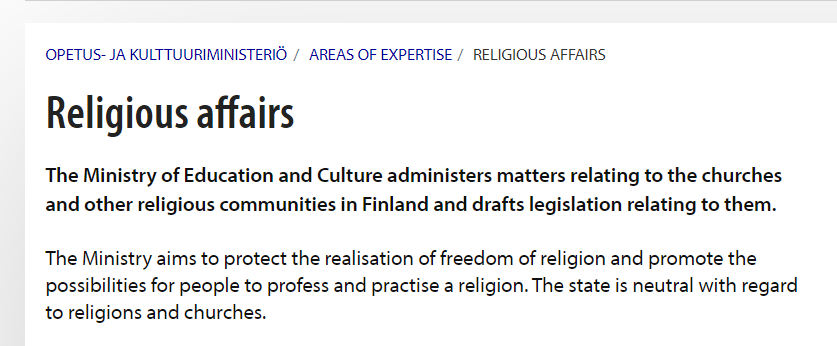 OPETUS- JA KULTTUURIMINISTERIÖ / AREAS OF EXPERTISE / RELIGIOUS AFFAIRS
Religious affairs
The Ministry of Education and Culture administers matters relating to the churches
and other religious communities in Finland and drafts legislation relating to them.
The Ministry aims to protect the realisation of freedom of religion and promote the
possibilities for people to profess and practise a religion. The state is neutral with regard
to religions and churches.